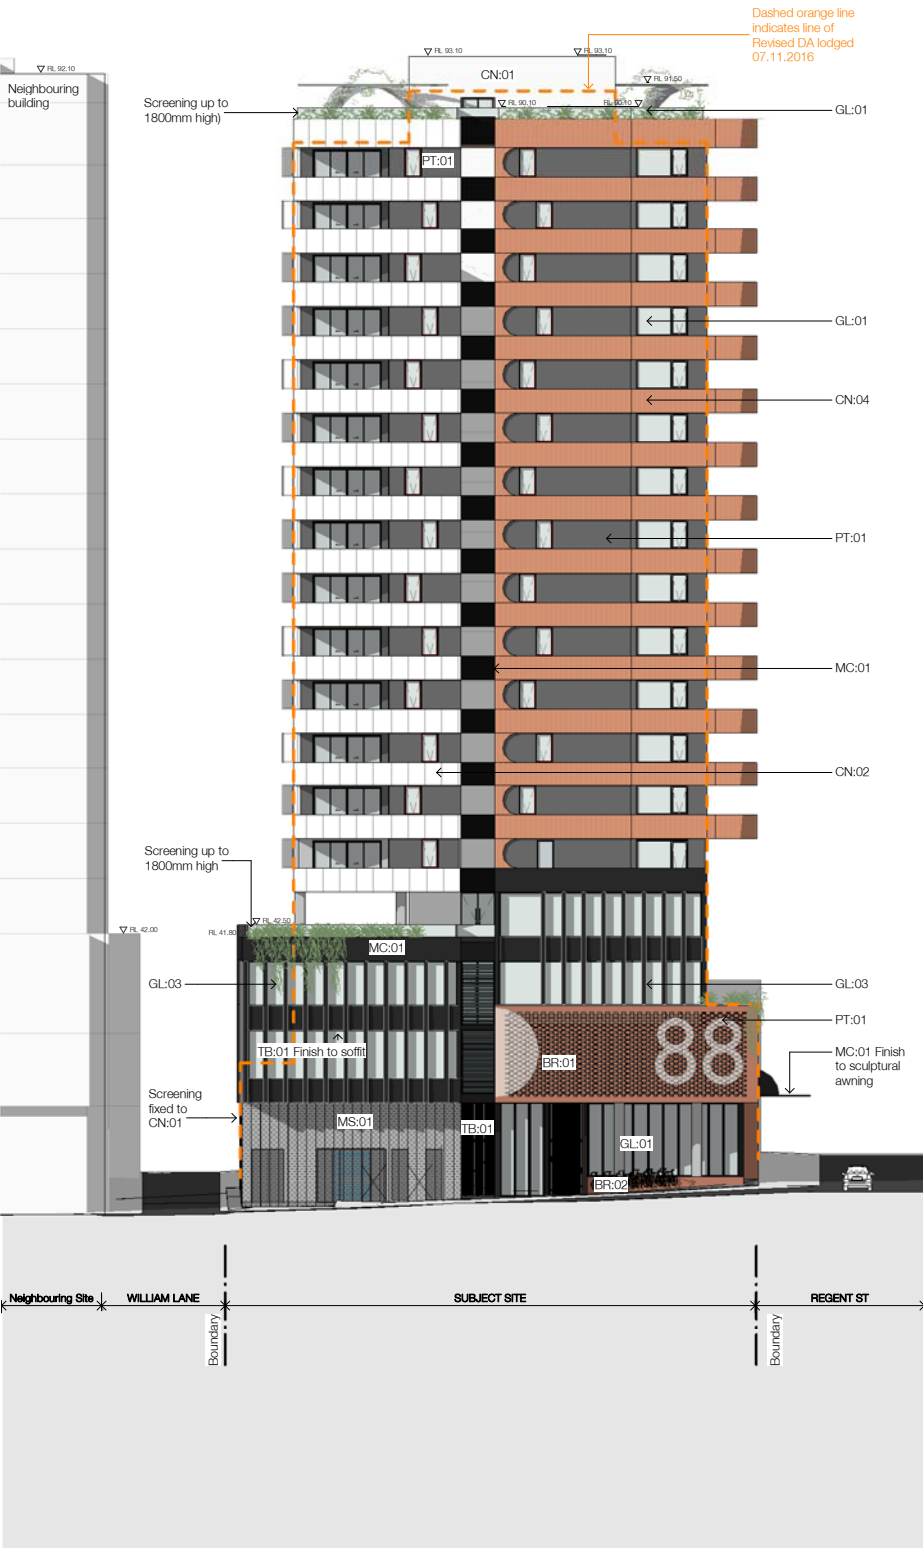 Dashed orange line
indicates line of
Revised DA lodged
07.11.2016
RL 93.10
RL 93.10
RL 92.10
CN:01
RL 91.50
Neighbouring
building
Screening up to
1800mm high)
RL 90.10
RL 90.10
GL:01
PT:01
GL:01
CN:04
PT:01
MC:01
CN:02
Screening up to
1800mm high
RL 42.50
RL 42.00
RL 41.80
MC:01
GL:03
GL:03
PT:01
TB:01 Finish to soffit
88
BR:01
MC:01 Finish
to sculptural
awning
Screening
fixed to
CN:01
MS:01
TB:01
GL:01
BR:02
Neighbouring Site
WILLIAM LANE
SUBJECT SITE
REGENT ST
Boundary
Boundary